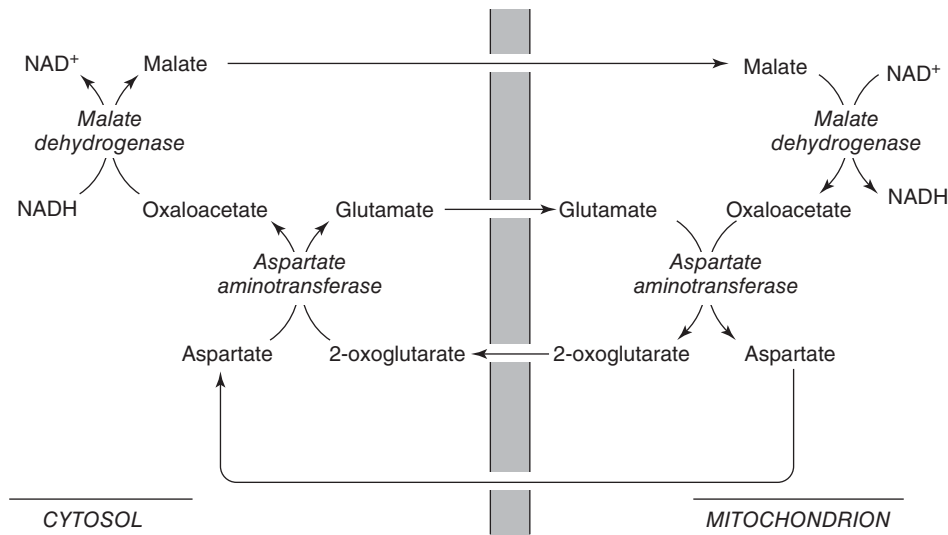 NAD+ Malate Malate NAD+
Malate
dehydrogenase
Malate
dehydrogenase
NADH Oxaloacetate Glutamate Glutamate Oxaloacetate NADH
Aspartate
aminotransferase
Aspartate
aminotransferase
Aspartate 2-oxoglutarate 2-oxoglutarate Aspartate
CYTOSOL MITOCHONDRION